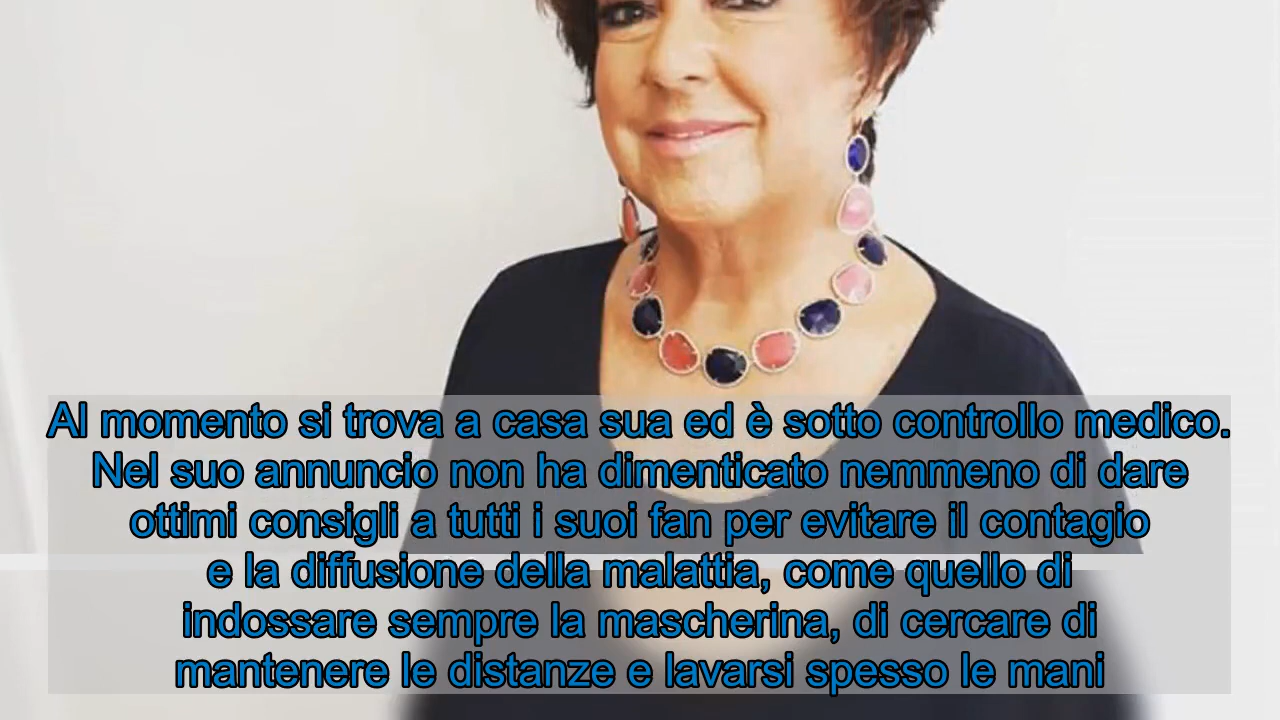 Al momento si trova a casa sua ed è sotto controllo medico.
Nel suo annuncio non ha dimenticato nemmeno di dare
ottimi consigli a tutti i suoi fan per evitare il contagio
e la diffusione della malattia, come quello di
indossare sempre la mascherina, di cercare di
mantenere le distanze e lavarsi spesso le mani